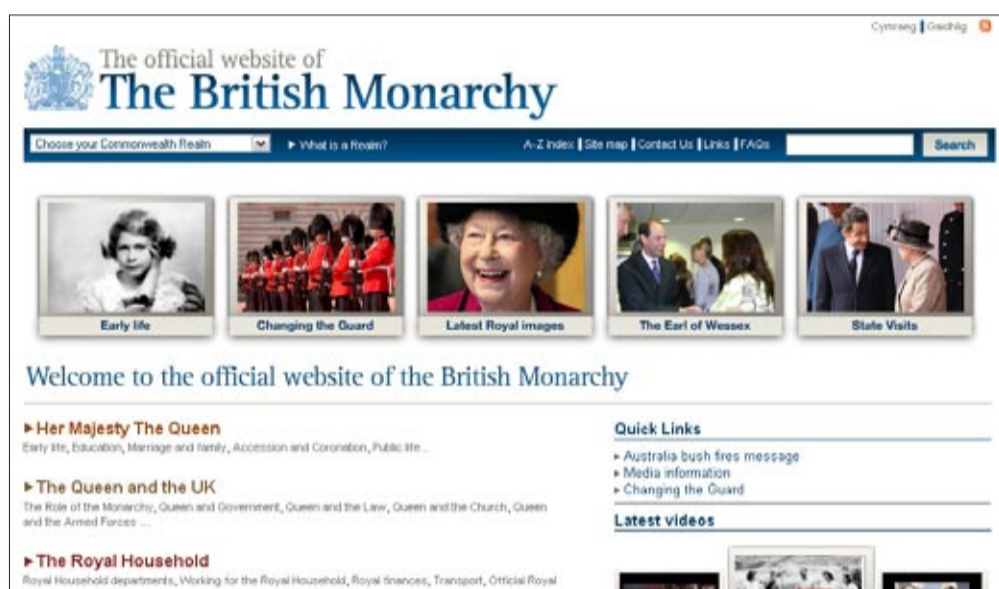 Cymraeg Gaidhlig
The official website of
The British Monarchy
Choose your Commonwealth Realm
What is a Realm?
A-Z index Site map Contact Us Links FAQs
Search
Early life
Changing the Guard
Latest Royal images
The Earl of Wessex
State Visits
Welcome to the official website of the British Monarchy
Her Majesty The Queen
Early life, Education, Marriage and family, Accession and Coronation, Public life...
The Queen and the UK
The Role of the Monarchy, Queen and Government, Queen and the Law, Queen and the Church, Queen
and the Armed Forces ...
The Royal Household
Royal Household departments, Working for the Royal Household, Royal finances, Transport, Official Royal
Quick Links
Australia bush fires message
Media information
Changing the Guard
Latest videos